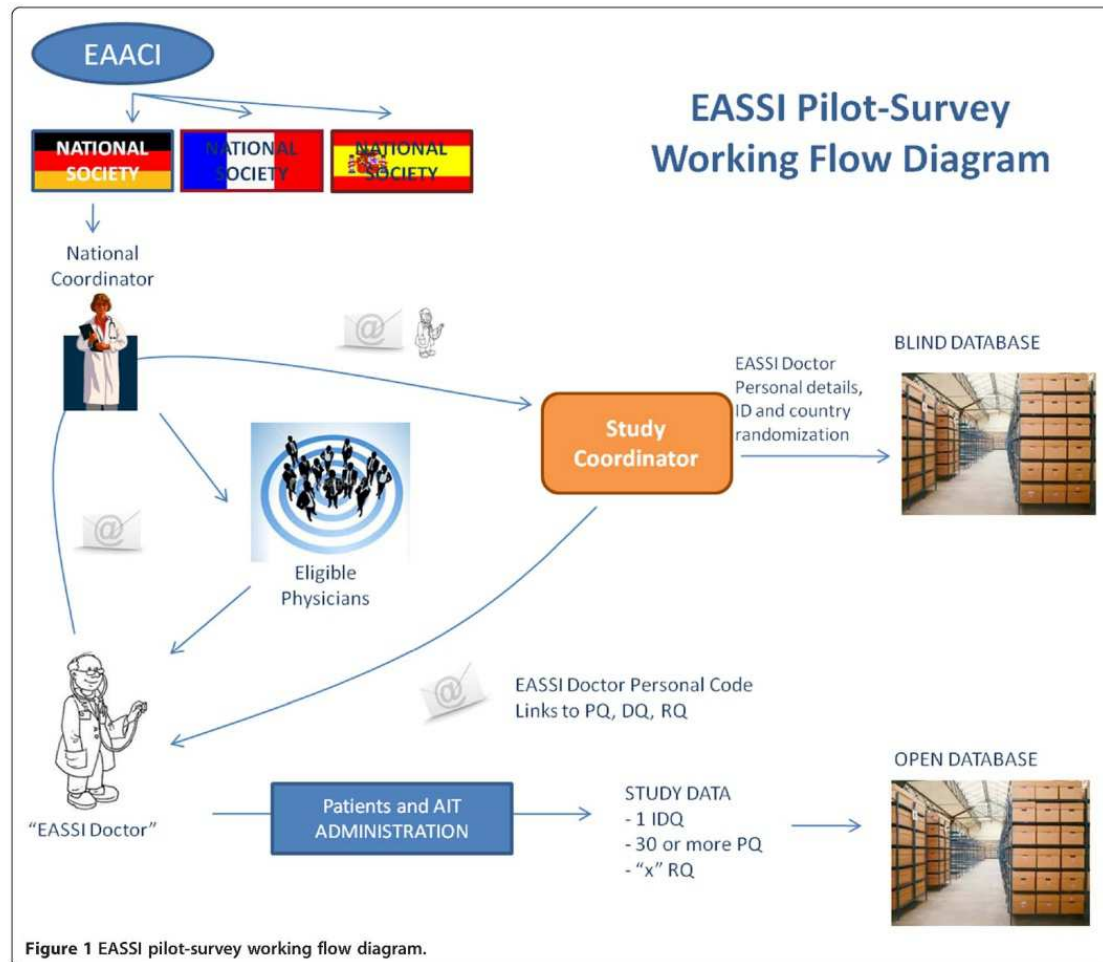 EAACI
EASSI Pilot-Survey
Working Flow Diagram
NATIONAL
SOCIETY
NATIONAL
SOCIETY
NATIONAL
SOCIETY
National
Coordinator
@
BLIND DATABASE
EASSI Doctor
Personal details,
ID and country
randomization
Study
Coordinator
@
Eligible
Physicians
@
EASSI Doctor Personal Code
Links to PQ, DQ, RQ
OPEN DATABASE
"EASSI Doctor"
Patients and AIT
ADMINISTRATION
STUDY DATA
- 1 IDQ
- 30 or more PQ
- "x" RQ
Figure 1 EASSI pilot-survey working flow diagram.